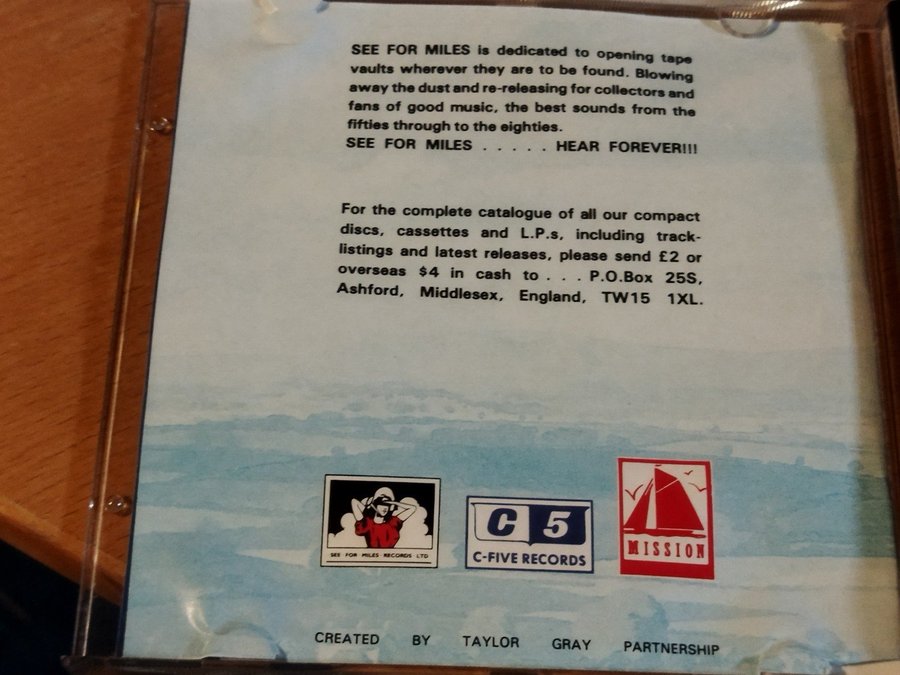 SEE FOR MILES is dedicated to opening tape
vaults wherever they are to be found. Blowing
away the dust and re-releasing for collectors and
fans of good music, the best sounds from the
fifties through to the eighties.
SEE FOR MILES . . . . . HEAR FOREVER!!!
For the complete catalogue of all our compact
discs, cassettes and L.P.s, including track-
listings and latest releases, please send £2 or
overseas $4 in cash to . . . P.O.Box 25S,
Ashford, Middlesex, England, TW15 1XL.
SEE FOR MILES RECORDS LTD
C 5
C-FIVE RECORDS
MISSION
CREATED BY TAYLOR GRAY PARTNERSHIP